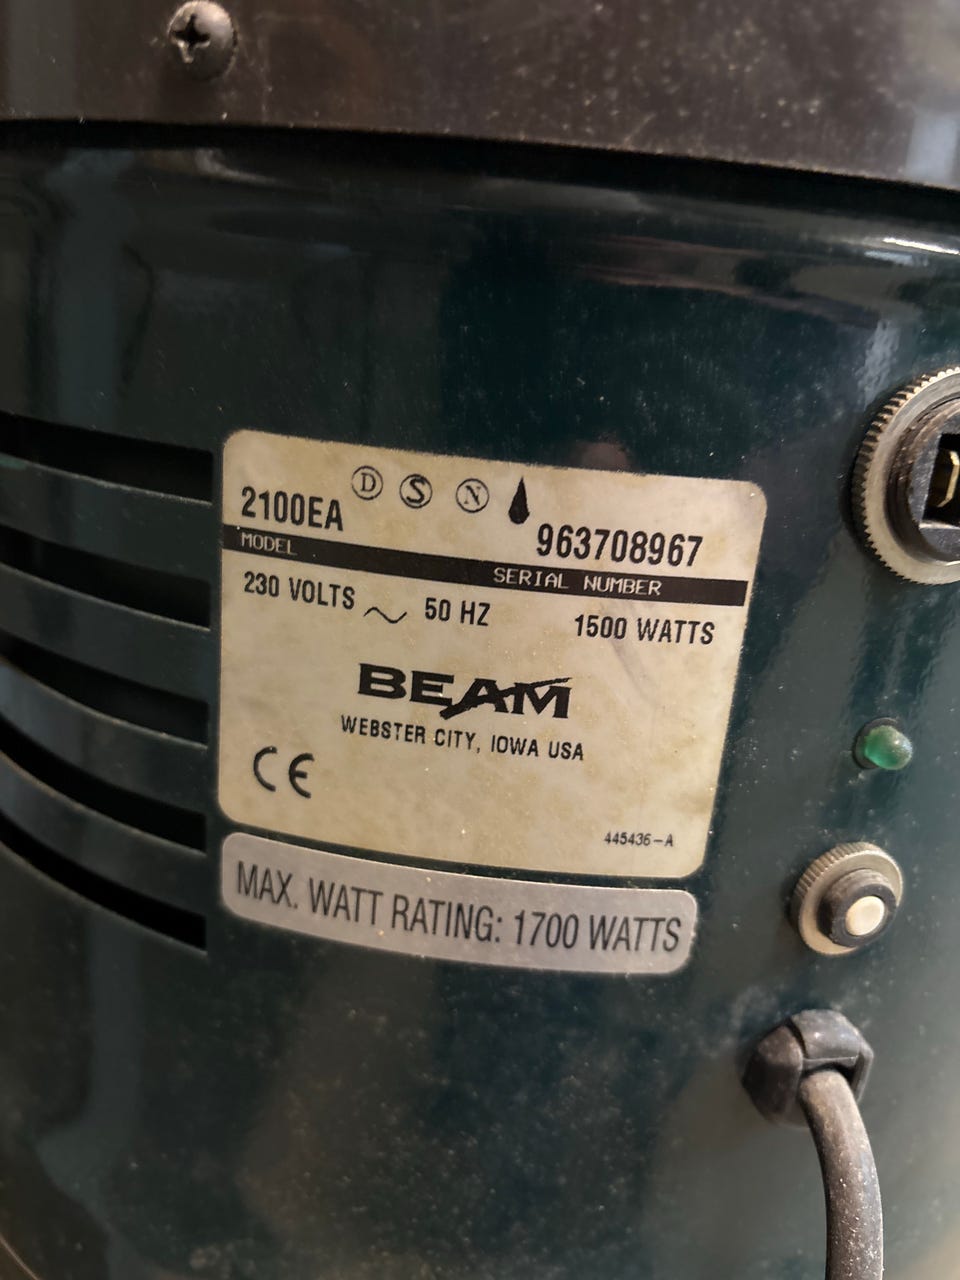 D S N
2100EA 963708967
MODEL SERIAL NUMBER
230 VOLTS ~ 50 HZ 1500 WATTS
BEAM
WEBSTER CITY, IOWA USA
CE
445436-A
MAX. WATT RATING: 1700 WATTS